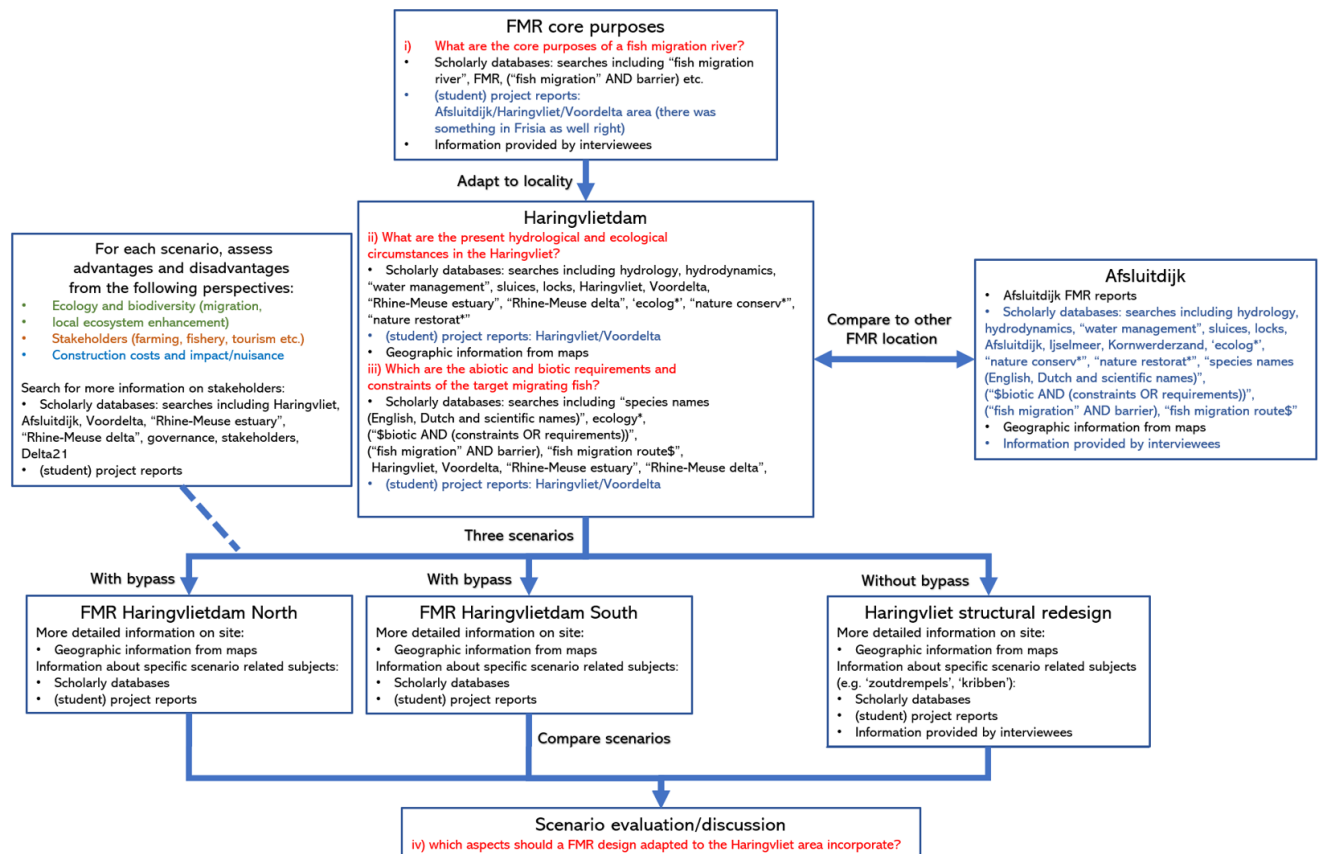 FMR core purposes
i) What are the core purposes of a fish migration river?
• Scholarly databases: searches including “fish migration
river”, FMR, (“fish migration” AND barrier) etc.
• (student) project reports:
Afsluitdijk/Haringvliet/Voordelta area (there was
something in Frisia as well right)
• Information provided by interviewees
Adapt to locality
For each scenario, assess
advantages and disadvantages
from the following perspectives:
• Ecology and biodiversity (migration,
• local ecosystem enhancement)
• Stakeholders (farming, fishery, tourism etc.)
• Construction costs and impact/nuisance
Search for more information on stakeholders:
• Scholarly databases: searches including Haringvliet,
Afsluitdijk, Voordelta, “Rhine-Meuse estuary”,
“Rhine-Meuse delta”, governance, stakeholders,
Delta21
• (student) project reports
Haringvlietdam
ii) What are the present hydrological and ecological
circumstances in the Haringvliet?
• Scholarly databases: searches including hydrology, hydrodynamics,
“water management”, sluices, locks, Haringvliet, Voordelta,
“Rhine-Meuse estuary”, “Rhine-Meuse delta”, ‘ecolog*’, “nature conserv*”,
“nature restorat*”
• (student) project reports: Haringvliet/Voordelta
• Geographic information from maps
iii) Which are the abiotic and biotic requirements and
constraints of the target migrating fish?
• Scholarly databases: searches including “species names
(English, Dutch and scientific names)”, ecology*,
(“$biotic AND (constraints OR requirements))”,
(“fish migration” AND barrier), “fish migration route$”,
Haringvliet, Voordelta, “Rhine-Meuse estuary”, “Rhine-Meuse delta”,
• (student) project reports: Haringvliet/Voordelta
Compare to other
FMR location
Afsluitdijk
• Afsluitdijk FMR reports
• Scholarly databases: searches including hydrology,
hydrodynamics, “water management”, sluices, locks,
Afsluitdijk, Ijselmeer, Kornwerderzand, ‘ecolog*’,
“nature conserv*”, “nature restorat*”, “species names
(English, Dutch and scientific names)”,
(“$biotic AND (constraints OR requirements))”,
(“fish migration” AND barrier), “fish migration route$”
• Geographic information from maps
• Information provided by interviewees
Three scenarios
With bypass
With bypass
Without bypass
FMR Haringvlietdam North
More detailed information on site:
• Geographic information from maps
Information about specific scenario related subjects:
• Scholarly databases
• (student) project reports
FMR Haringvlietdam South
More detailed information on site:
• Geographic information from maps
Information about specific scenario related subjects:
• Scholarly databases
• (student) project reports
Haringvliet structural redesign
More detailed information on site:
• Geographic information from maps
Information about specific scenario related subjects
(e.g. ‘zoutdrempels’, ‘kribben’):
• Scholarly databases
• (student) project reports
• Information provided by interviewees
Compare scenarios
Scenario evaluation/discussion
iv) which aspects should a FMR design adapted to the Haringvliet area incorporate?